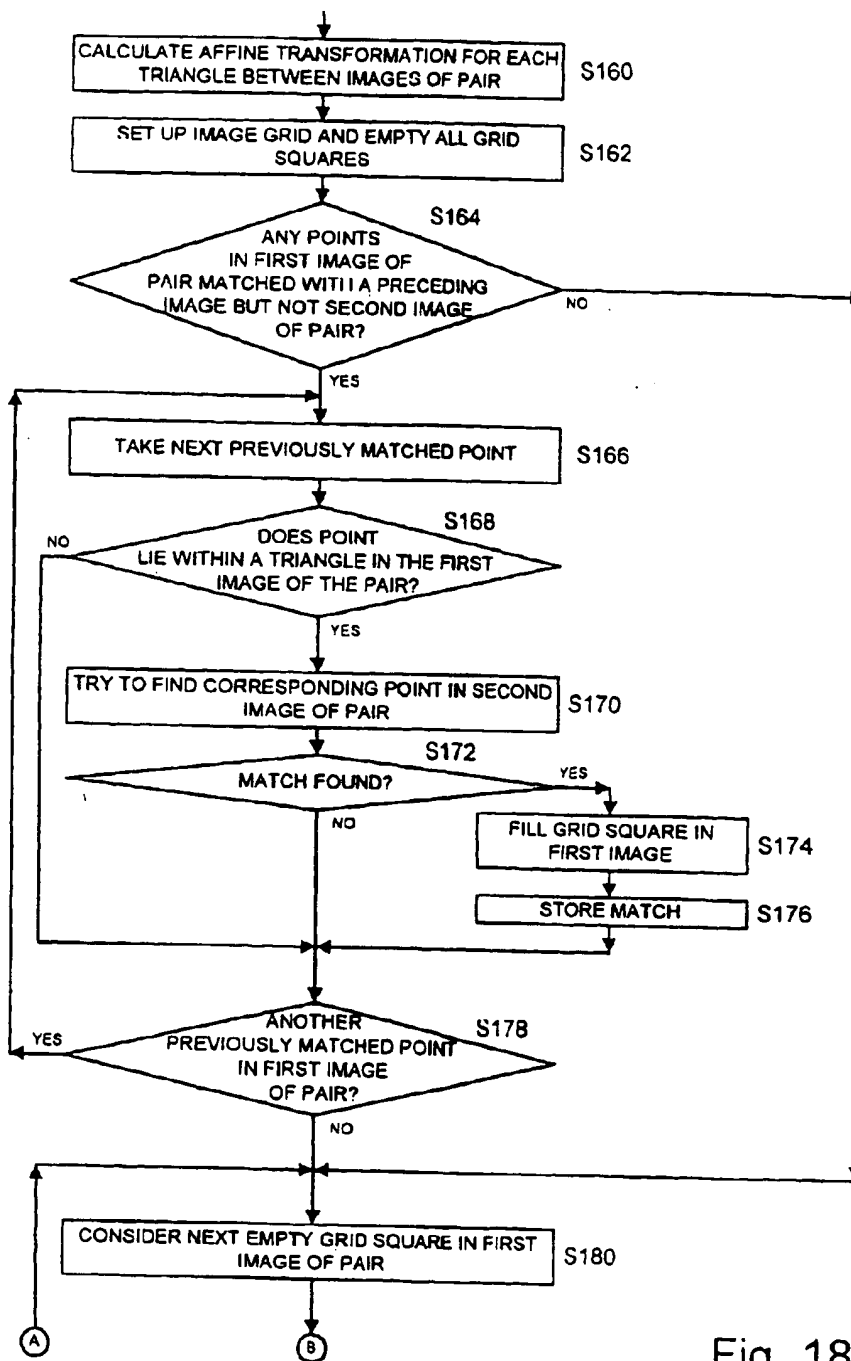 CALCULATE AFFINE TRANSFORMATION FOR EACH
TRIANGLE BETWEEN IMAGES OF PAIR
S160
SET UP IMAGE GRID AND EMPTY ALL GRID
SQUARES
S162
S164
ANY POINTS
IN FIRST IMAGE OF
PAIR MATCHED WITH A PRECEDING
IMAGE BUT NOT SECOND IMAGE
OF PAIR?
NO
YES
TAKE NEXT PREVIOUSLY MATCHED POINT
S166
S168
NO
DOES POINT
LIE WITHIN A TRIANGLE IN THE FIRST
IMAGE OF THE PAIR?
YES
TRY TO FIND CORRESPONDING POINT IN SECOND
IMAGE OF PAIR
S170
S172
MATCH FOUND?
YES
NO
FILL GRID SQUARE IN
FIRST IMAGE
S174
STORE MATCH
S176
S178
YES
ANOTHER
PREVIOUSLY MATCHED POINT
IN FIRST IMAGE
OF PAIR?
NO
CONSIDER NEXT EMPTY GRID SQUARE IN FIRST
IMAGE OF PAIR
S180
A
B
Fig. 18